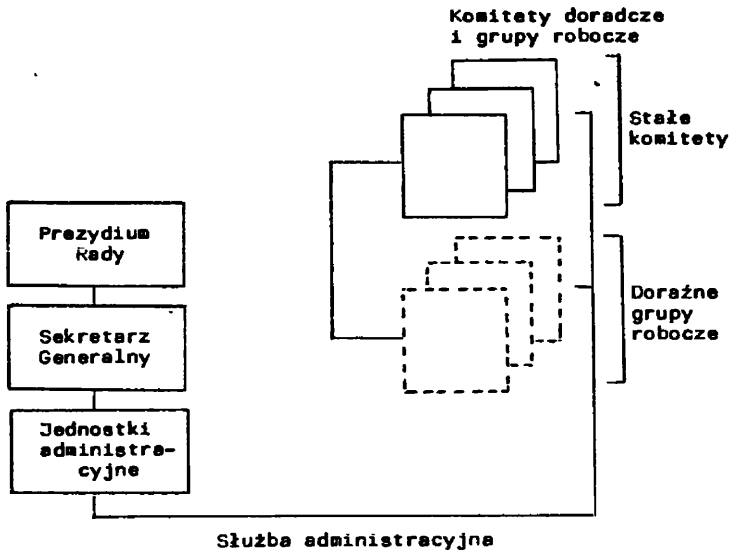 Komitety doradcze
i grupy robocze
Stałe
komitety
Prezydium
Rady
Sekretarz
Generalny
Doraźne
grupy
robocze
Jednostki
administra-
cyjne
Służba administracyjna